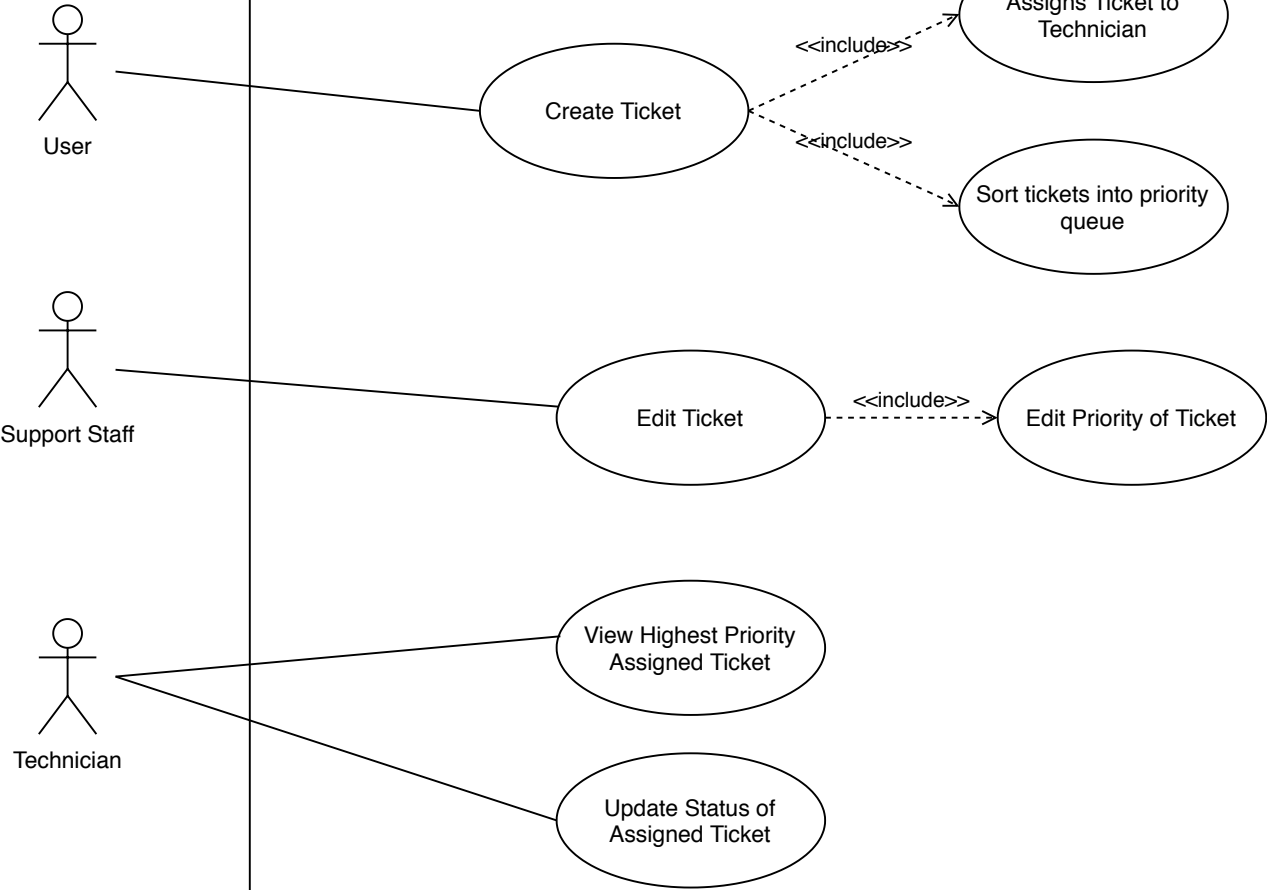 Assigns Ticket to
Technician
<<include>>
Create Ticket
<<include>>
User
Sort tickets into priority
queue
<<include>>
Edit Ticket
Edit Priority of Ticket
Support Staff
View Highest Priority
Assigned Ticket
Technician
Update Status of
Assigned Ticket